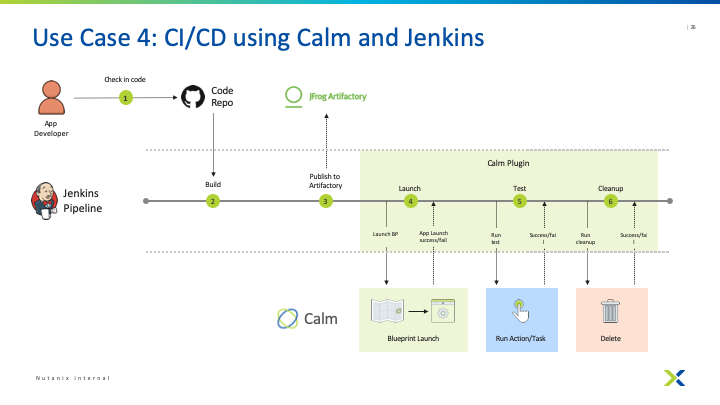 Use Case 4: CI/CD using Calm and Jenkins
| 26
Check in code
1
Code
Repo
JFrog Artifactory
App
Developer
Calm Plugin
Build
Publish to
Artifactory
Launch
Test
Cleanup
Jenkins
Pipeline
2
3
4
5
6
Launch BP
App Launch
success/fail
Run
test
Success/fai
l
Run
cleanup
Success/fai
l
Calm
Blueprint Launch
Run Action/Task
Delete
Nutanix Internal